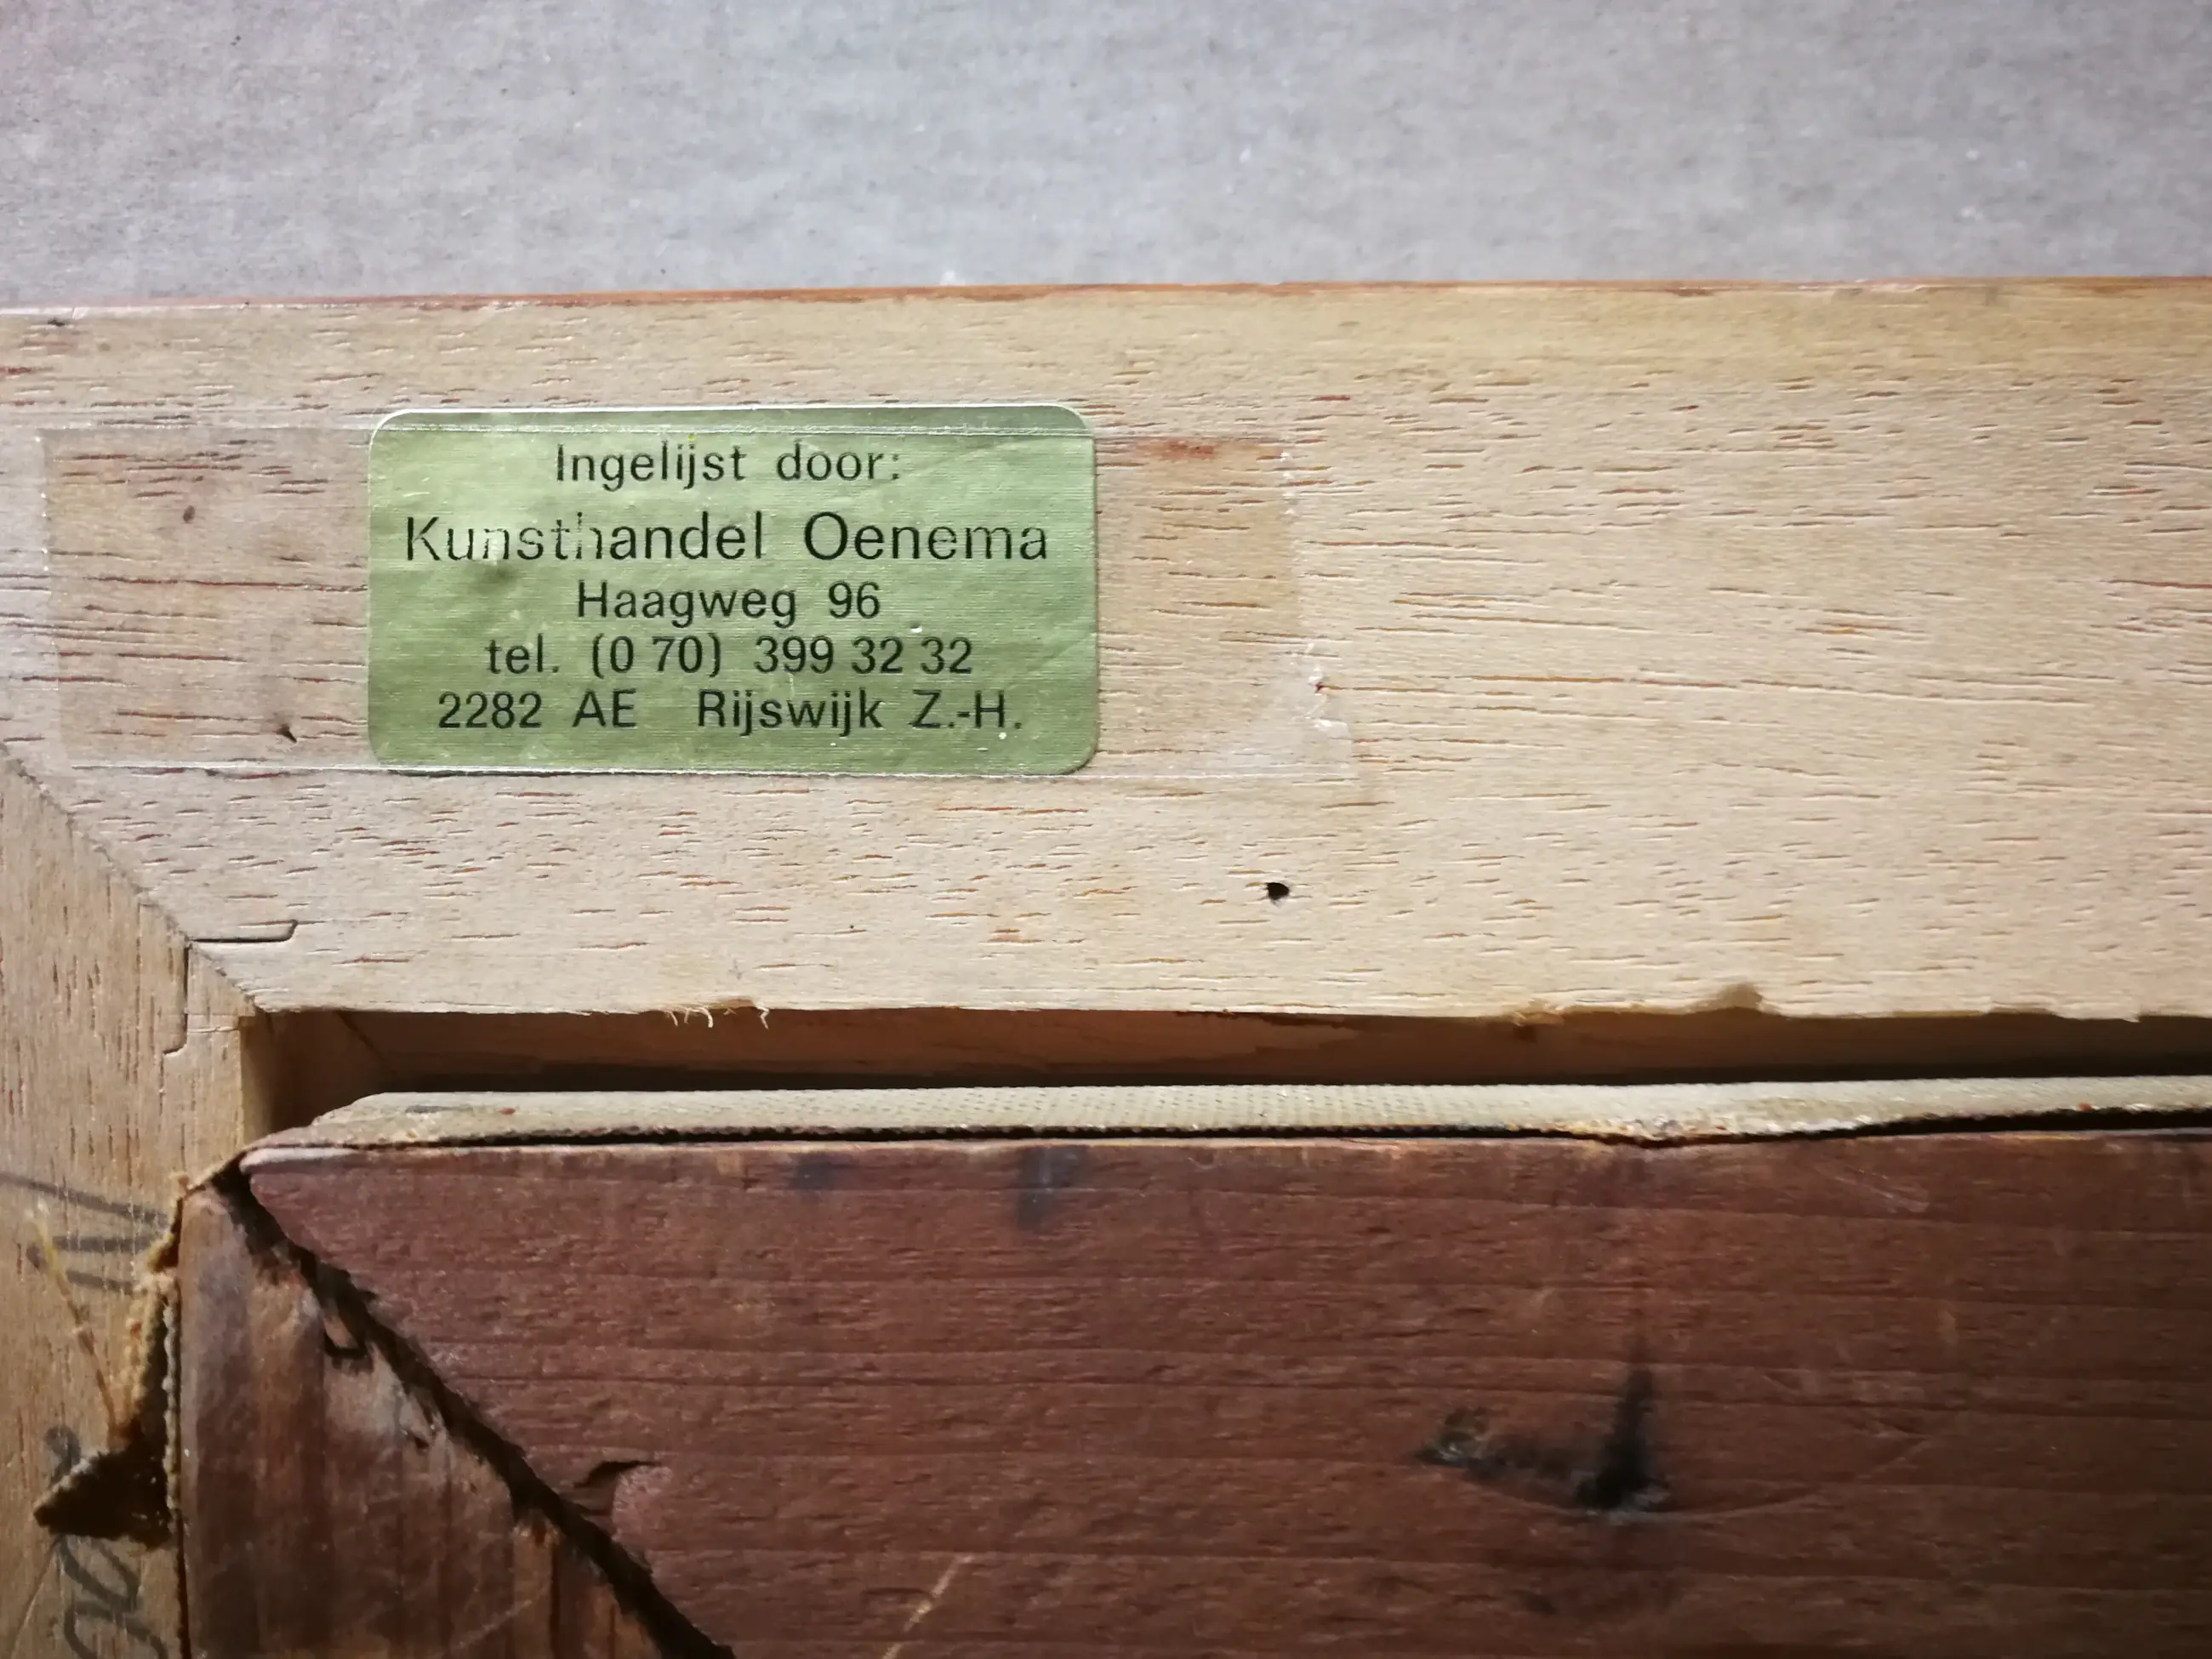 Ingelijst door:
Kunsthandel Oenema
Haagweg 96
tel. (0 70) 399 32 32
2282 AE Rijswijk Z.-H.